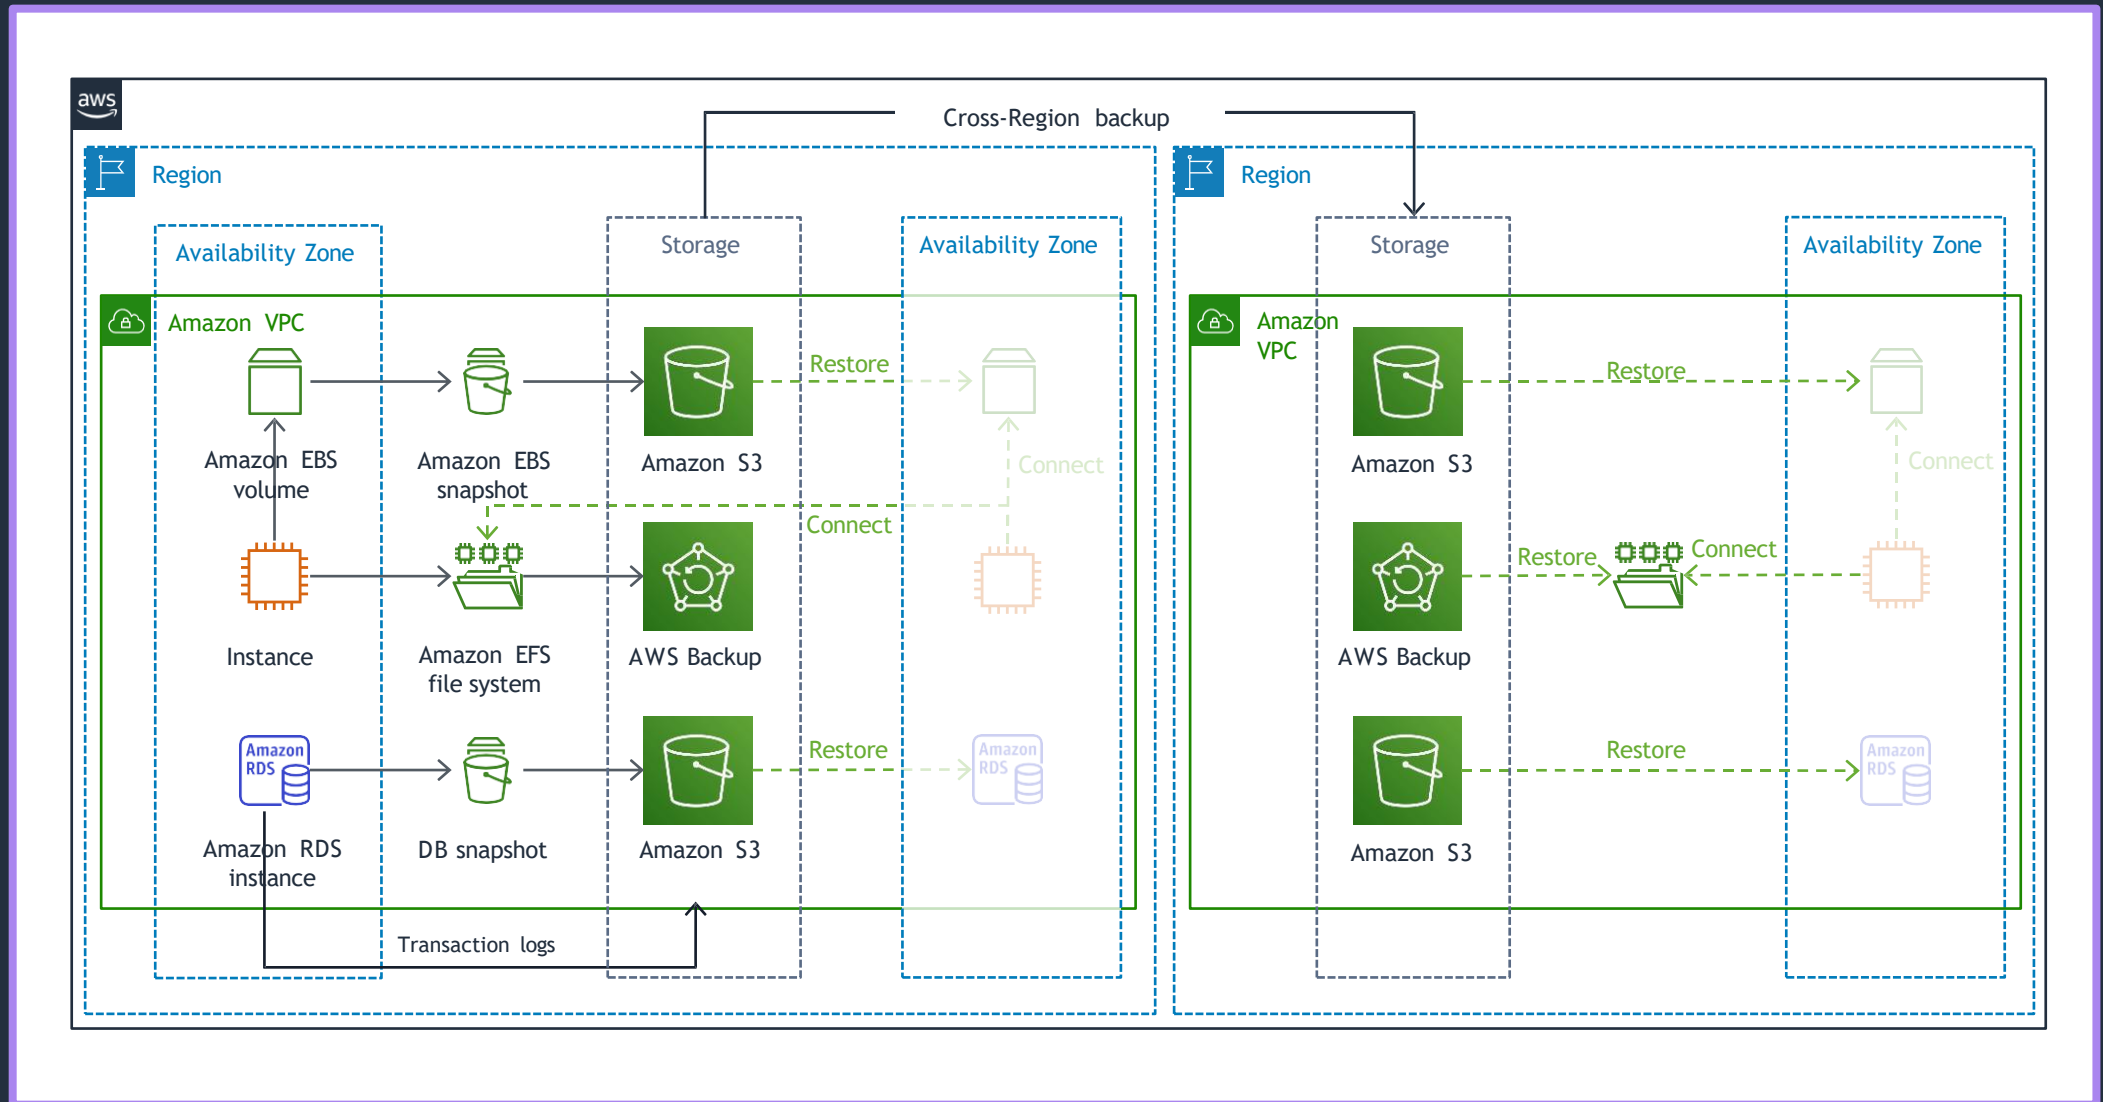 aws
Cross-Region backup
Region
Region
Availability Zone
Storage
Availability Zone
Storage
Availability Zone
Amazon VPC
Amazon
VPC
Restore
Restore
Amazon EBS
volume
Amazon EBS
snapshot
Amazon S3
Connect
Amazon S3
Connect
Connect
Restore
Connect
Instance
Amazon EFS
file system
AWS Backup
AWS Backup
Amazon
RDS
Restore
Amazon
RDS
Restore
Amazon
RDS
Amazon RDS
instance
DB snapshot
Amazon S3
Amazon S3
Transaction logs